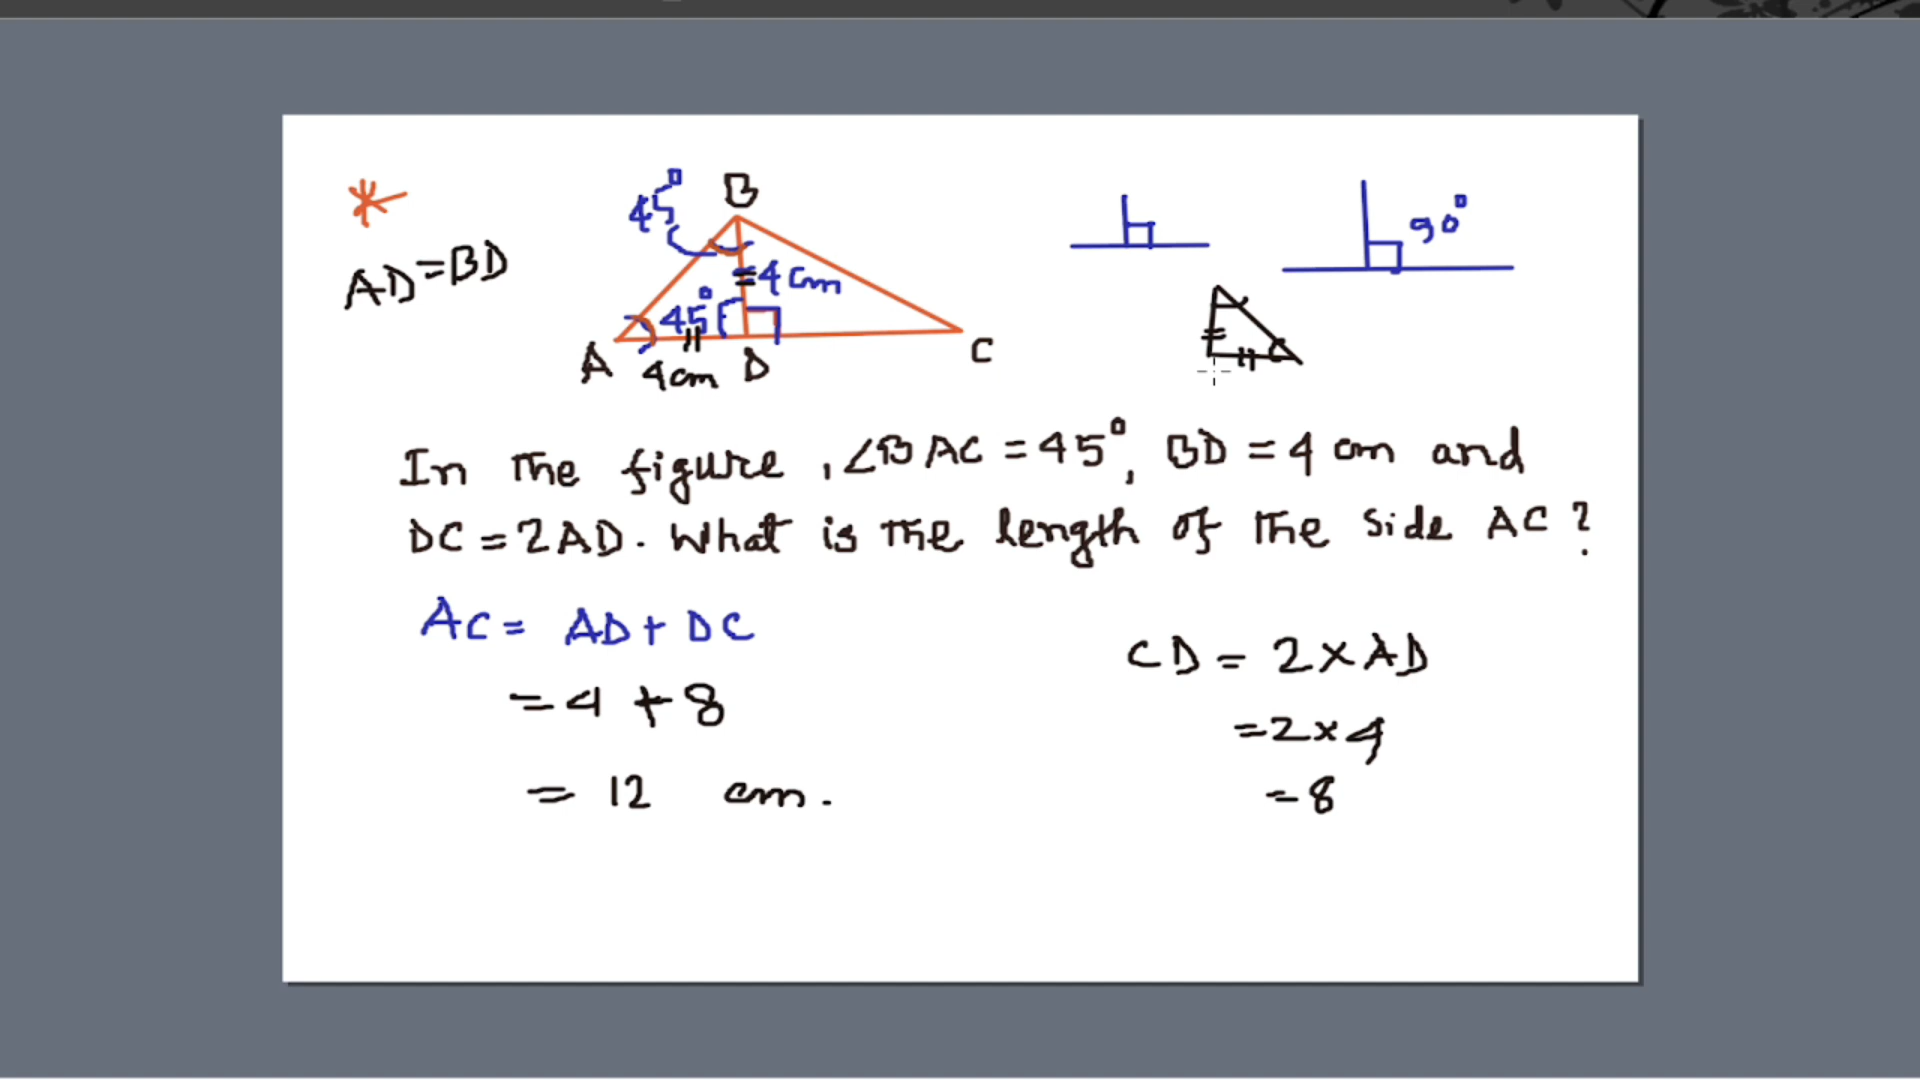 45°
B
90°
AD=BD
=4cm
45°
A
4cm
D
C
In the figure, ∠BAC=45°, BD=4 cm and
DC=2AD. What is the length of the side AC?
AC= AD+ DC
=4 +8
= 12 cm.
CD= 2×AD
=2×4
=8